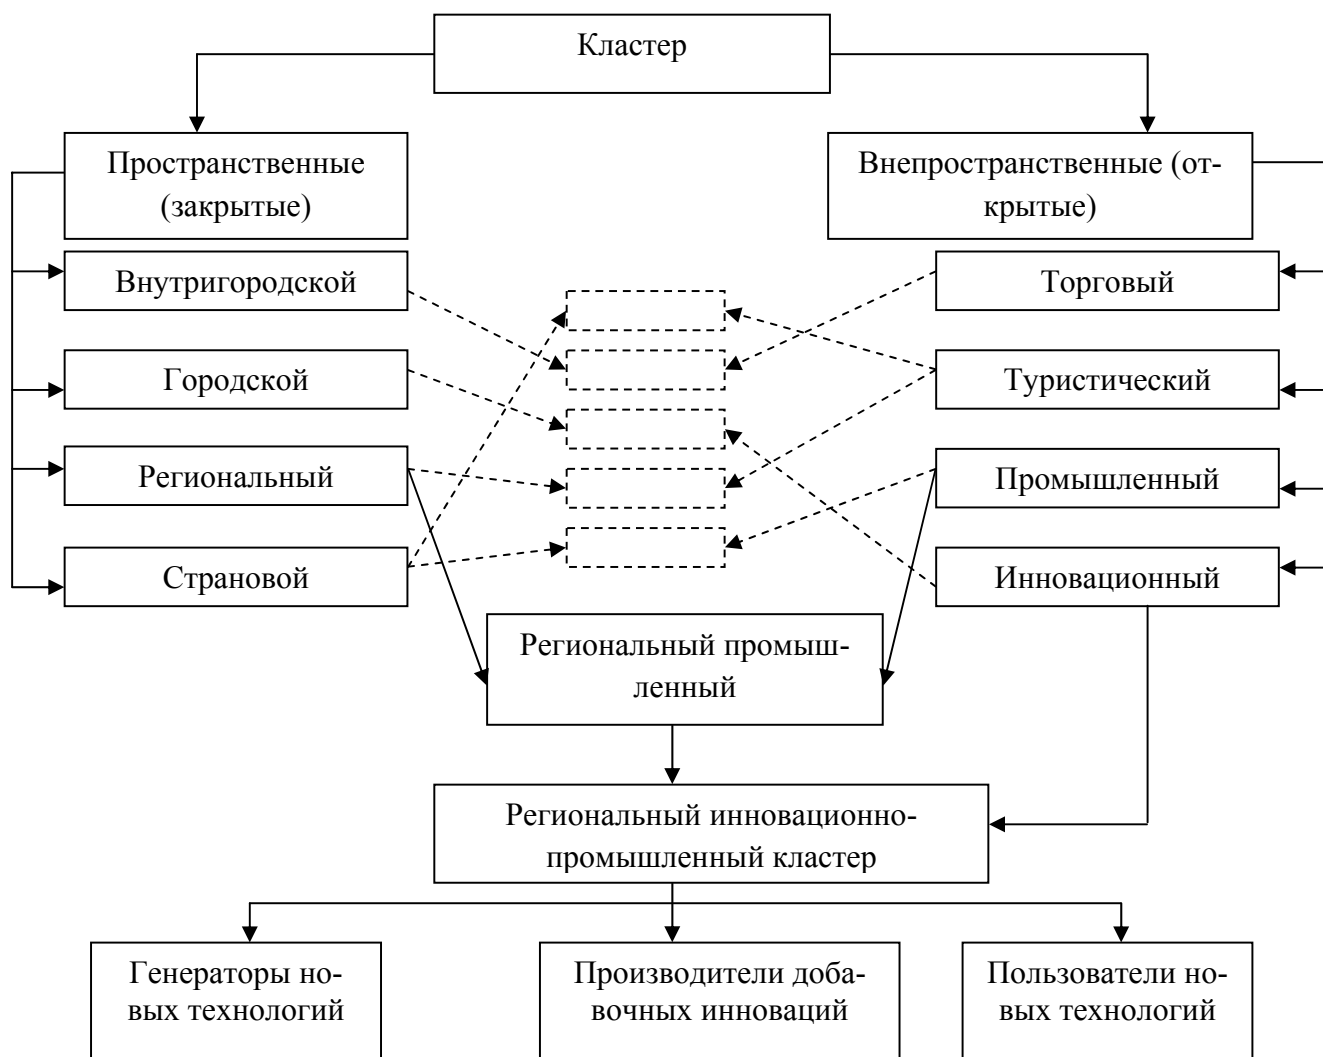 Кластер
Пространственные
(закрытые)
Внепространственные (от-
крытые)
Внутригородской
Торговый
Городской
Туристический
Региональный
Промышленный
Страновой
Инновационный
Региональный промыш-
ленный
Региональный инновационно-
промышленный кластер
Генераторы но-
вых технологий
Производители доба-
вочных инноваций
Пользователи но-
вых технологий